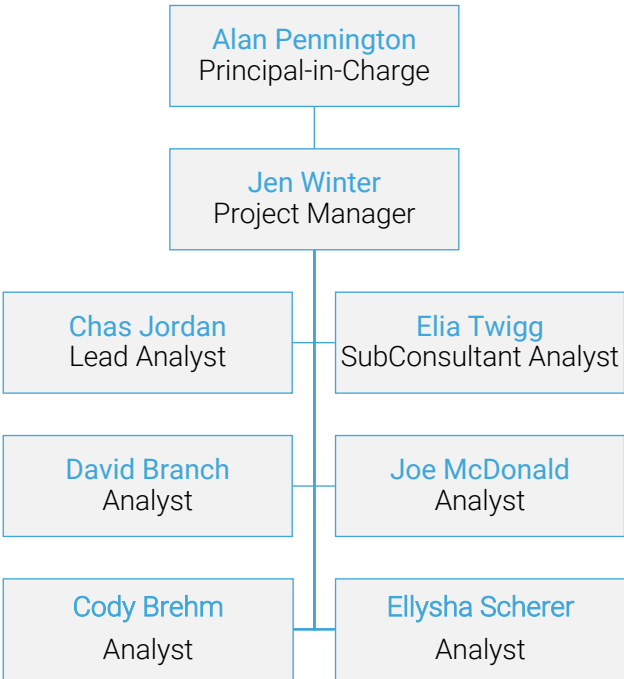 Alan Pennington
Principal-in-Charge
Jen Winter
Project Manager
Chas Jordan
Lead Analyst
Elia Twigg
SubConsultant Analyst
David Branch
Analyst
Joe McDonald
Analyst
Cody Brehm
Analyst
Ellysha Scherer
Analyst